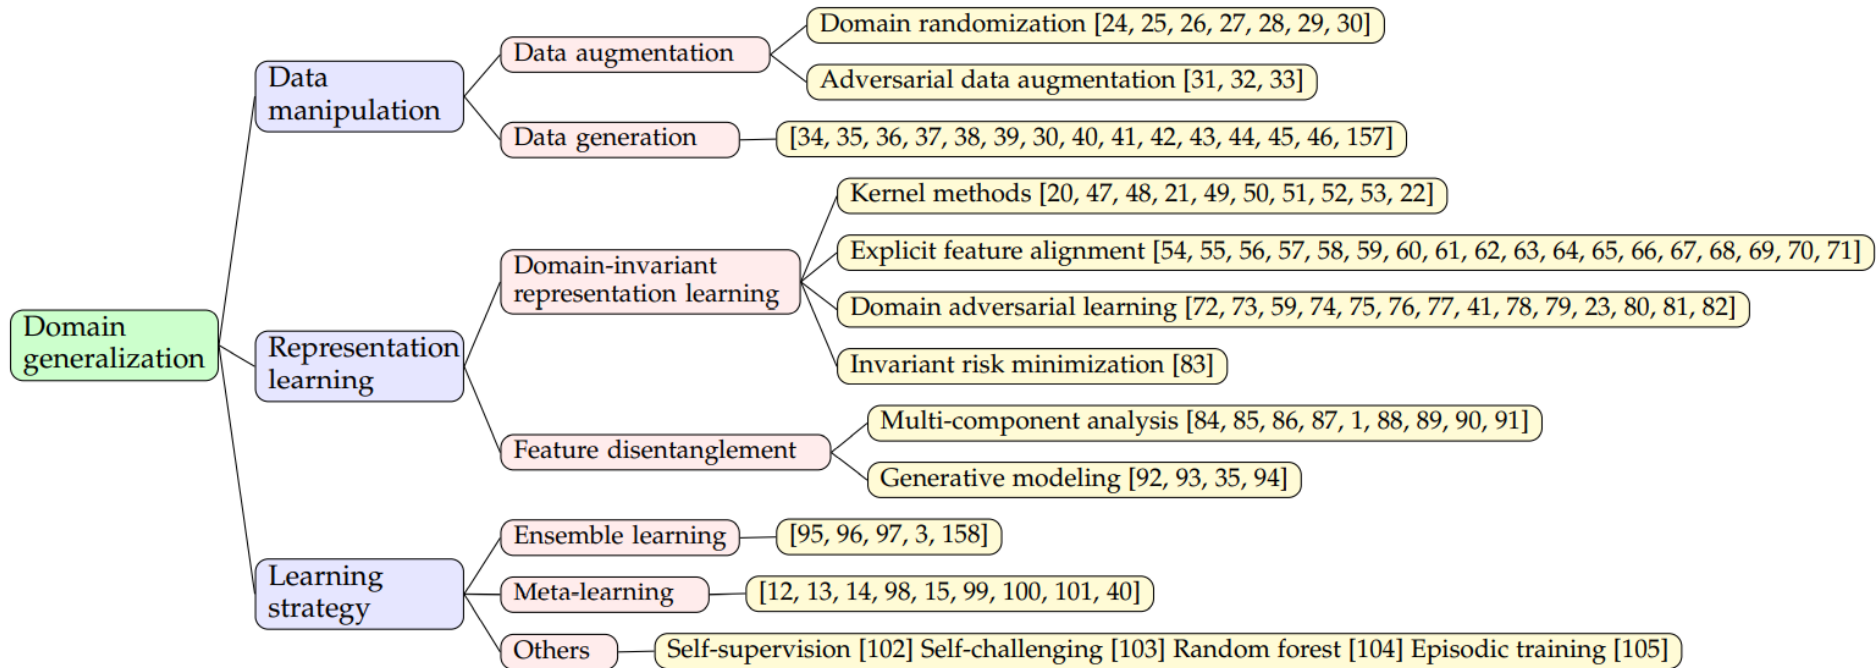 Domain
generalization
Data
manipulation
Data augmentation
Domain randomization [24, 25, 26, 27, 28, 29, 30]
Adversarial data augmentation [31, 32, 33]
Data generation
[34, 35, 36, 37, 38, 39, 30, 40, 41, 42, 43, 44, 45, 46, 157]
Representation
learning
Domain-invariant
representation learning
Kernel methods [20, 47, 48, 21, 49, 50, 51, 52, 53, 22]
Explicit feature alignment [54, 55, 56, 57, 58, 59, 60, 61, 62, 63, 64, 65, 66, 67, 68, 69, 70, 71]
Domain adversarial learning [72, 73, 59, 74, 75, 76, 77, 41, 78, 79, 23, 80, 81, 82]
Invariant risk minimization [83]
Feature disentanglement
Multi-component analysis [84, 85, 86, 87, 1, 88, 89, 90, 91]
Generative modeling [92, 93, 35, 94]
Learning
strategy
Ensemble learning
[95, 96, 97, 3, 158]
Meta-learning
[12, 13, 14, 98, 15, 99, 100, 101, 40]
Others
Self-supervision [102] Self-challenging [103] Random forest [104] Episodic training [105]